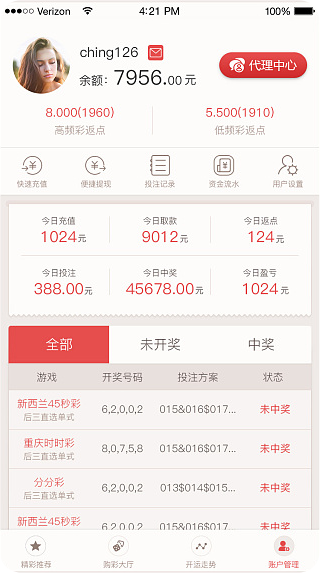 Verizon 4:21 PM 100%
ching126
余额: 7956.00 元
代理中心
8.000(1960) 5.500(1910)
高频彩返点 低频彩返点
快速充值 便捷提现 投注记录 资金流水 用户设置
今日充值 今日取款 今日返点
1024元 9012元 124元
今日投注 今日中奖 今日盈亏
388.00元 45678.00元 1024元
全部 未开奖 中奖
游戏 开奖号码 投注方案 状态
新西兰45秒彩
后三直选单式
6,2,0,0,2 015&016$017... 未中奖
重庆时时彩
后三直选单式
8,0,7,5,8 015&016$017... 未中奖
分分彩
后三直选单式
6,2,0,0,2 013$014$015... 未中奖
新西兰45秒彩
6,2,0,0,2 015&016$017... 未中奖
精彩推荐 购彩大厅 开运走势 账户管理